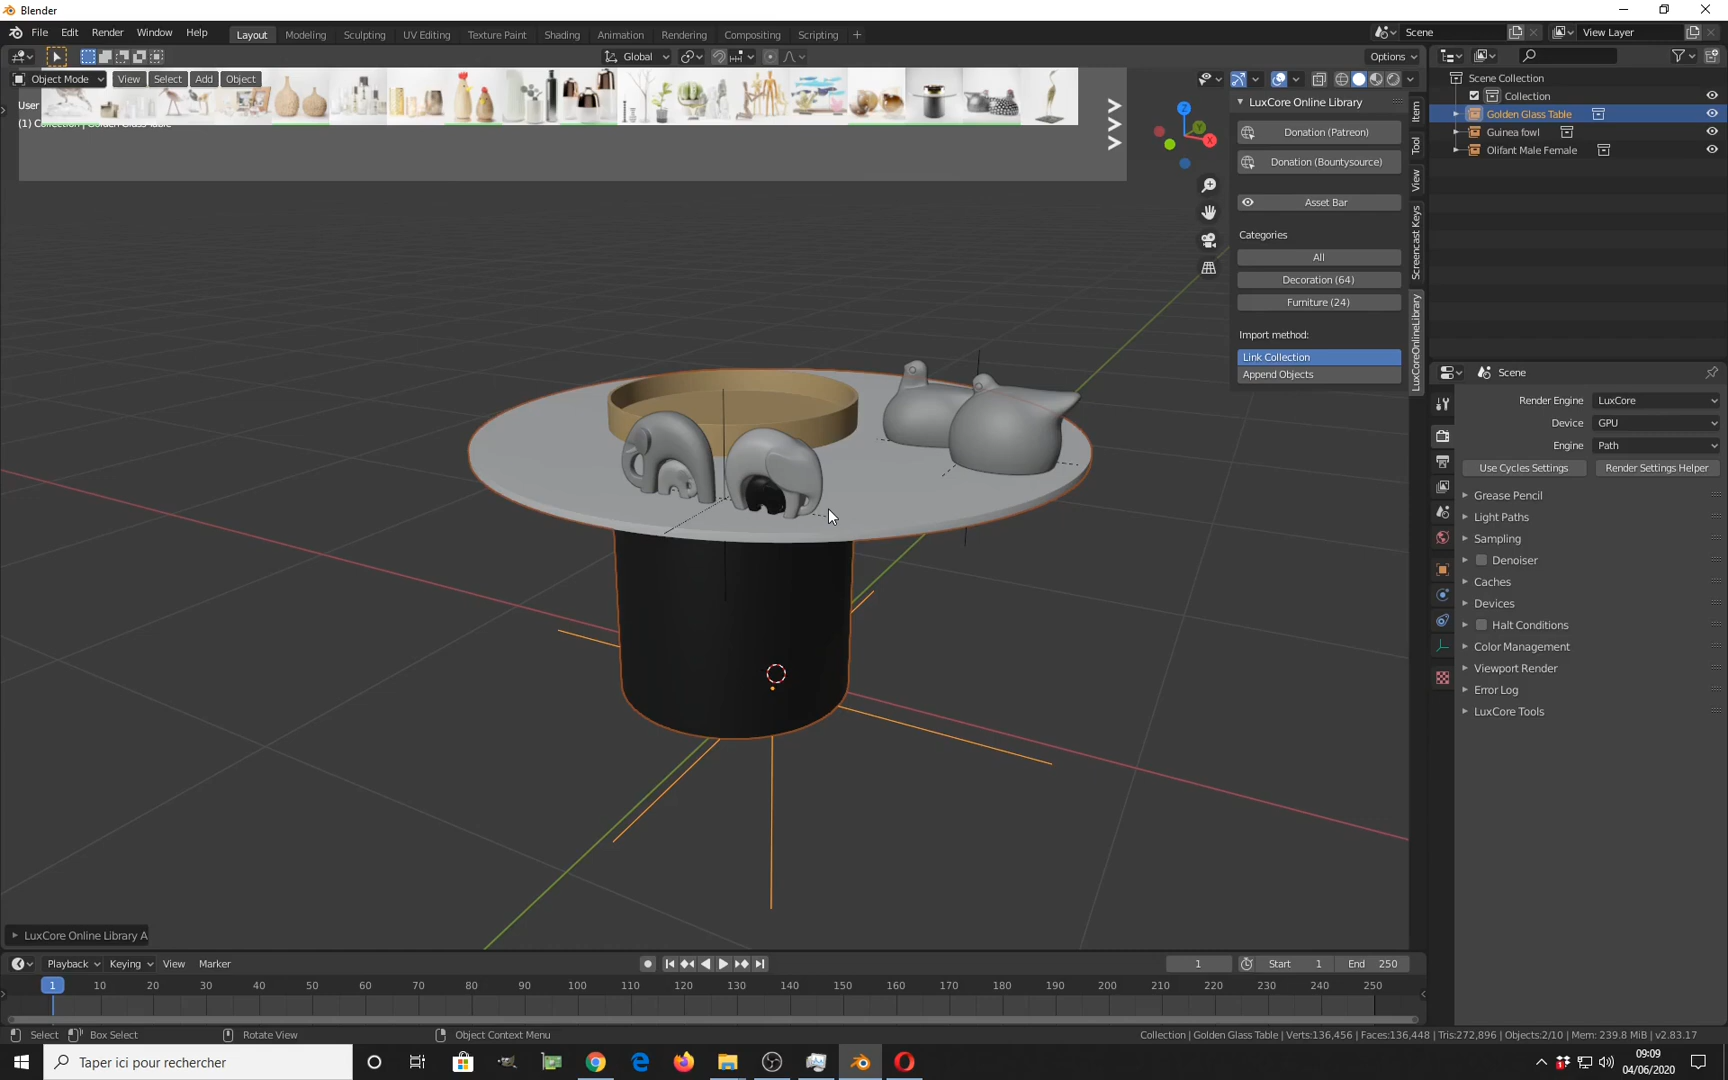 Blender
File Edit Render Window Help
Layout Modeling Sculpting UV Editing Texture Paint Shading Animation Rendering Compositing Scripting +
Scene
View Layer
Global
Options
Object Mode View Select Add Object
User
(1) Collection | Golden Glass Table
LuxCore Online Library
Donation (Patreon)
Donation (Bountysource)
Asset Bar
Categories
All
Decoration (64)
Furniture (24)
Import method:
Link Collection
Append Objects
Item
Tool
View
Screencast Keys
LuxCoreOnlineLibrary
X
Y
Z
Scene Collection
Collection
Golden Glass Table
Guinea fowl
Olifant Male Female
Scene
Render Engine LuxCore
Device GPU
Engine Path
Use Cycles Settings Render Settings Helper
Grease Pencil
Light Paths
Sampling
Denoiser
Caches
Devices
Halt Conditions
Color Management
Viewport Render
Error Log
LuxCore Tools
LuxCore Online Library A
Playback Keying View Marker
1 Start 1 End 250
1 10 20 30 40 50 60 70 80 90 100 110 120 130 140 150 160 170 180 190 200 210 220 230 240 250
Select Box Select Rotate View Object Context Menu
Collection | Golden Glass Table | Verts:136,456 | Faces:136,448 | Tris:272,896 | Objects:2/10 | Mem: 239.8 MiB | v2.83.17
Taper ici pour rechercher
09:09
04/06/2020